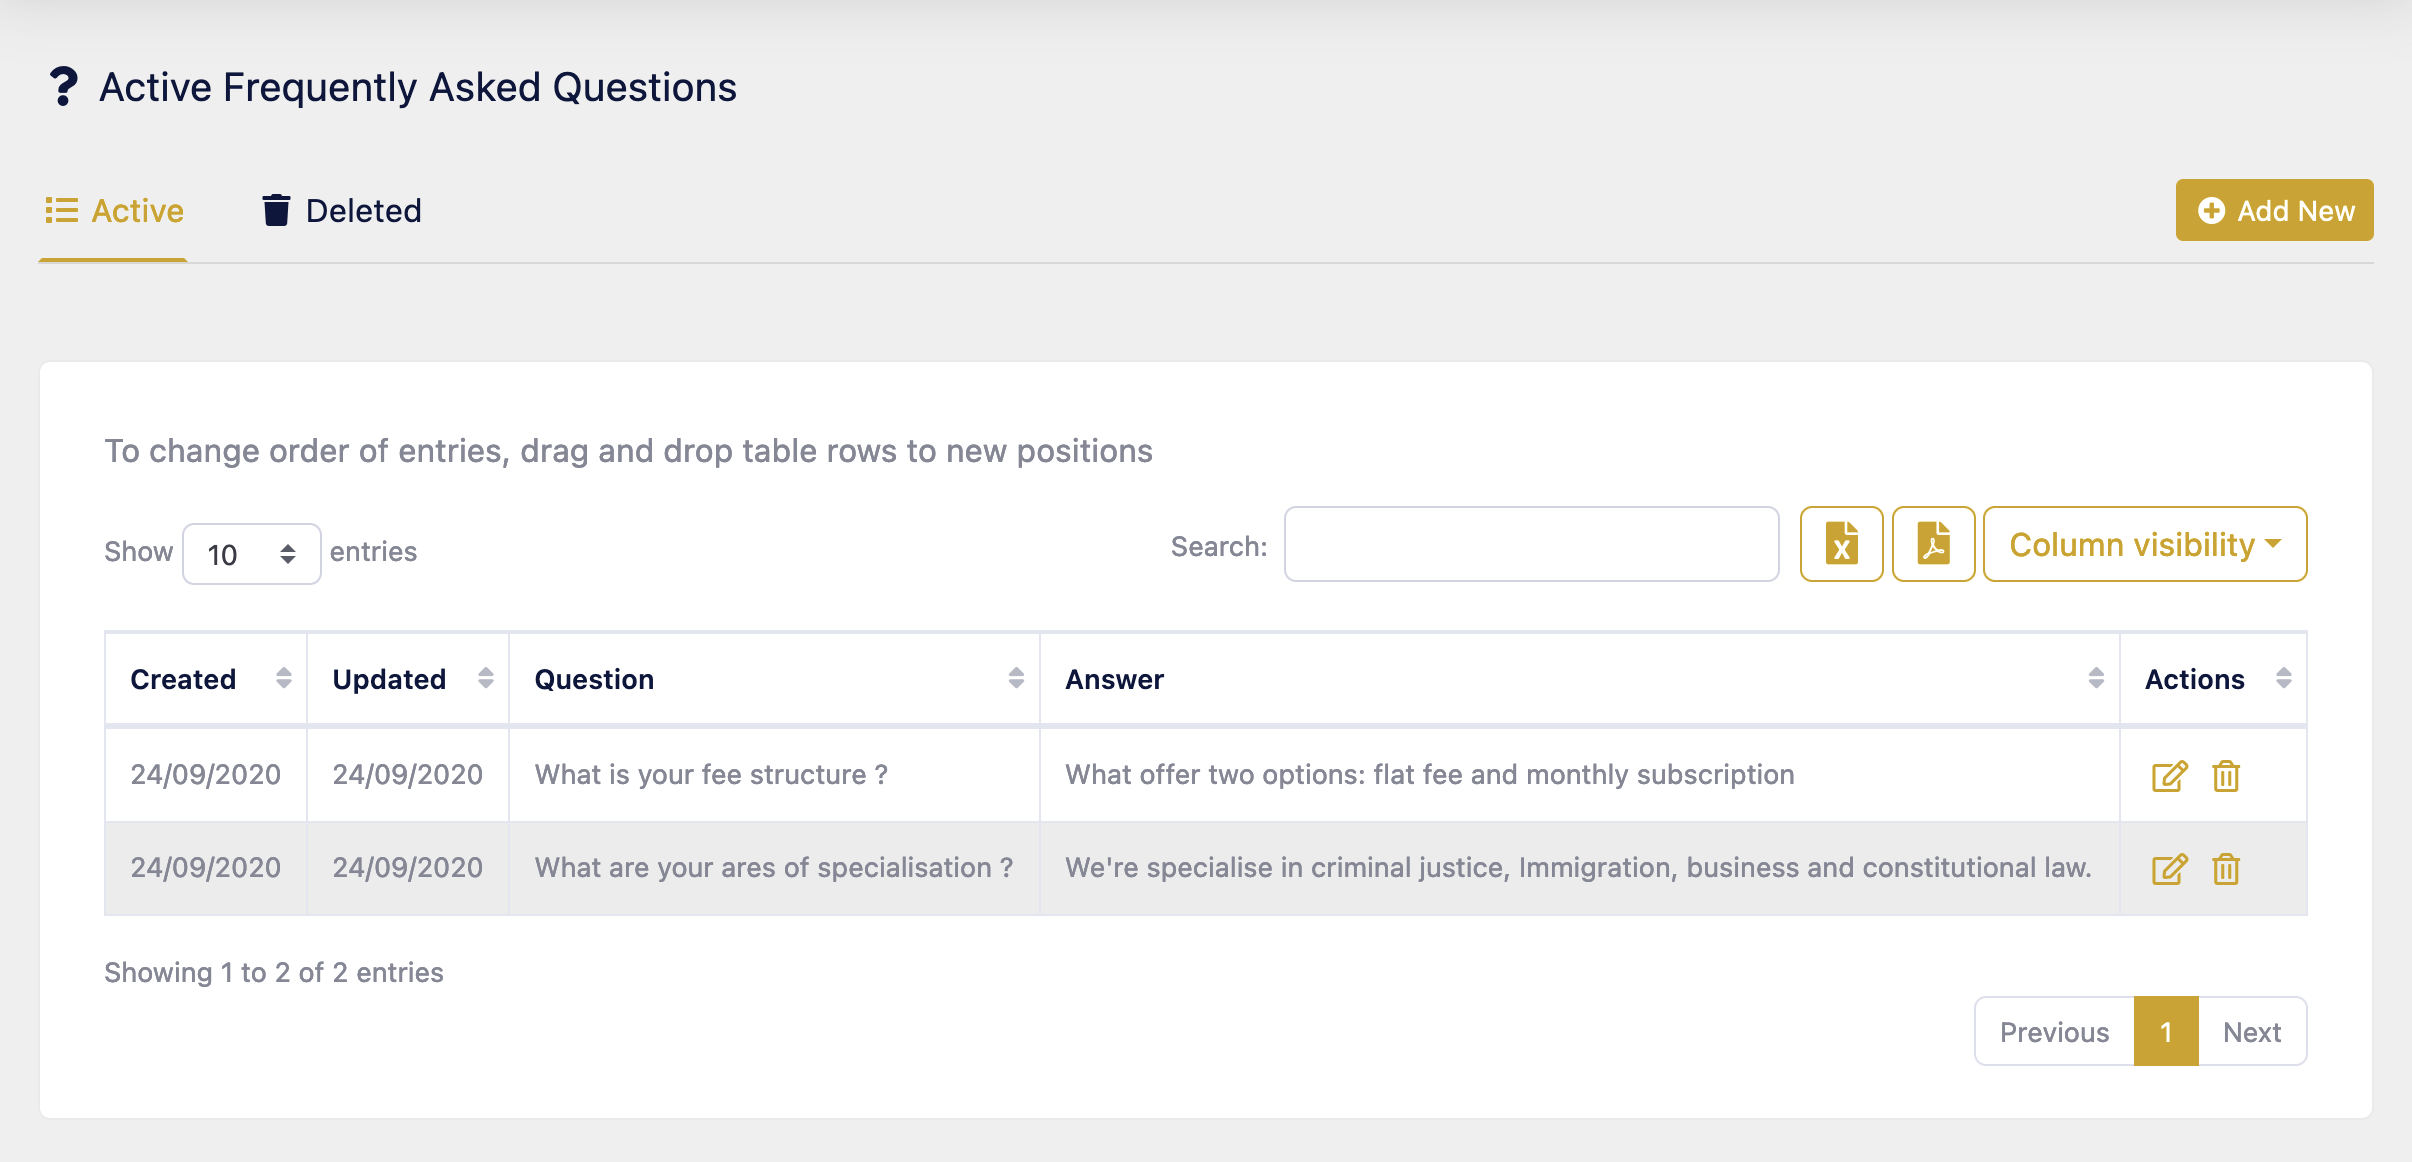 Active Frequently Asked Questions
Active
Deleted
Add New
To change order of entries, drag and drop table rows to new positions
Show 10 entries
Search:
Column visibility
Created Updated Question Answer Actions
24/09/2020 24/09/2020 What is your fee structure ? What offer two options: flat fee and monthly subscription
24/09/2020 24/09/2020 What are your ares of specialisation ? We're specialise in criminal justice, Immigration, business and constitutional law.
Showing 1 to 2 of 2 entries
Previous 1 Next